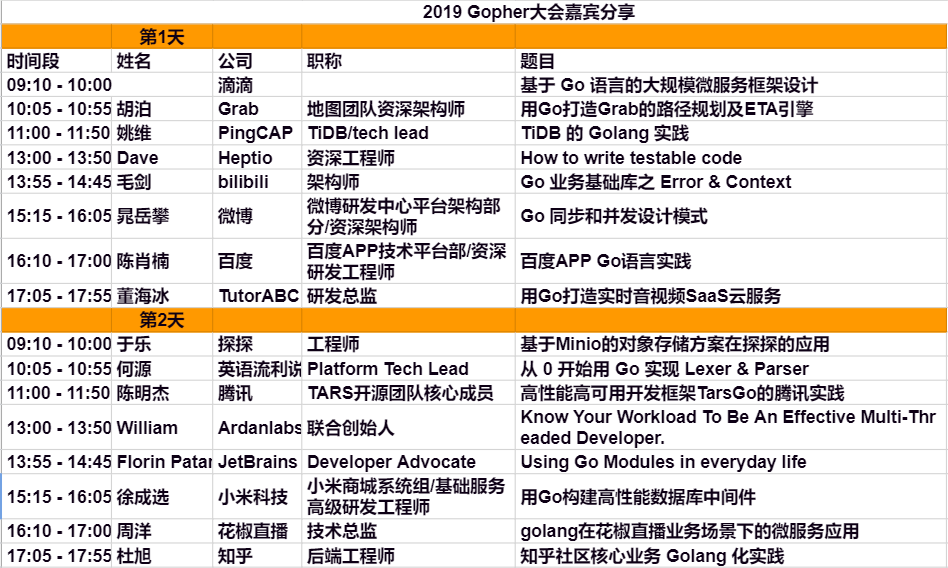 2019 Gopher大会嘉宾分享
第1天
时间段 姓名 公司 职称 题目
09:10 - 10:00 滴滴 基于 Go 语言的大规模微服务框架设计
10:05 - 10:55 胡泊 Grab 地图团队资深架构师 用Go打造Grab的路径规划及ETA引擎
11:00 - 11:50 姚维 PingCAP TiDB/tech lead TiDB 的 Golang 实践
13:00 - 13:50 Dave Heptio 资深工程师 How to write testable code
13:55 - 14:45 毛剑 bilibili 架构师 Go 业务基础库之 Error & Context
15:15 - 16:05 晁岳攀 微博 微博研发中心平台架构部
分/资深架构师 Go 同步和并发设计模式
16:10 - 17:00 陈肖楠 百度 百度APP技术平台部/资深
研发工程师 百度APP Go语言实践
17:05 - 17:55 董海冰 TutorABC 研发总监 用Go打造实时音视频SaaS云服务
第2天
09:10 - 10:00 于乐 探探 工程师 基于Minio的对象存储方案在探探的应用
10:05 - 10:55 何源 英语流利说 Platform Tech Lead 从 0 开始用 Go 实现 Lexer & Parser
11:00 - 11:50 陈明杰 腾讯 TARS开源团队核心成员 高性能高可用开发框架TarsGo的腾讯实践
13:00 - 13:50 William Ardanlabs 联合创始人 Know Your Workload To Be An Effective Multi-Thr
eaded Developer.
13:55 - 14:45 Florin Patan JetBrains Developer Advocate Using Go Modules in everyday life
15:15 - 16:05 徐成选 小米科技 小米商城系统组/基础服务
高级研发工程师 用Go构建高性能数据库中间件
16:10 - 17:00 周洋 花椒直播 技术总监 golang在花椒直播业务场景下的微服务应用
17:05 - 17:55 杜旭 知乎 后端工程师 知乎社区核心业务 Golang 化实践